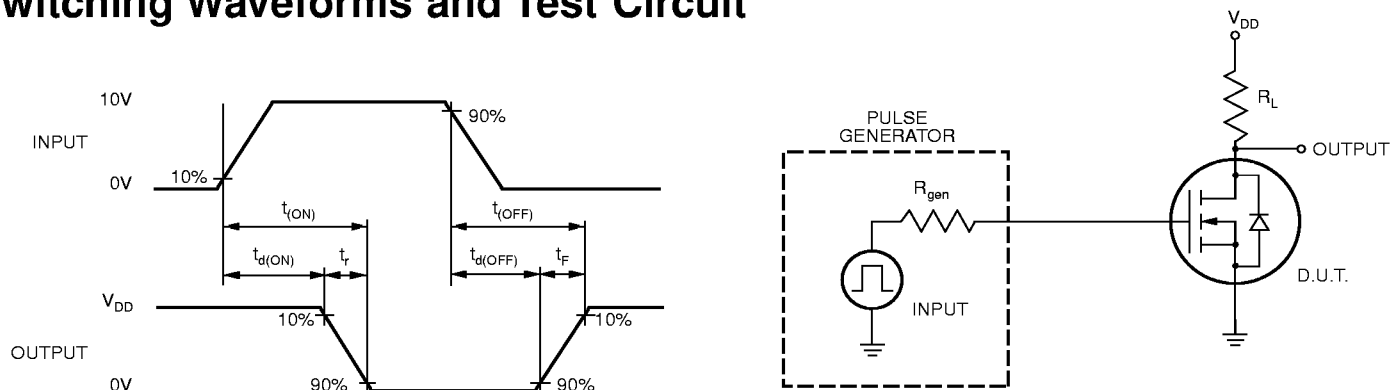 witching Waveforms and Test Circuit
10V
INPUT
0V
10%
90%
t(ON)
t(OFF)
td(ON)
tr
td(OFF)
tF
VDD
OUTPUT
0V
10%
90%
10%
90%
PULSE
GENERATOR
Rgen
INPUT
VDD
RL
OUTPUT
D.U.T.